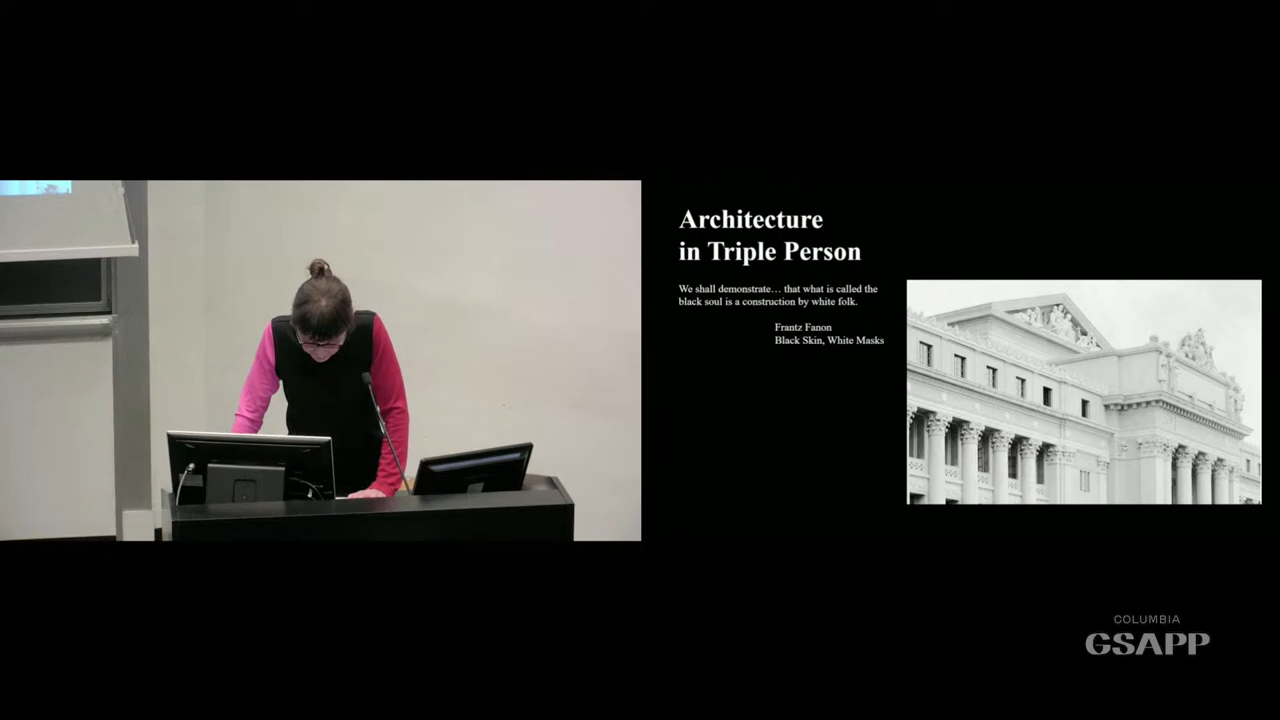 Architecture
in Triple Person
We shall demonstrate… that what is called the
black soul is a construction by white folk.
Frantz Fanon
Black Skin, White Masks
COLUMBIA
GSAPP